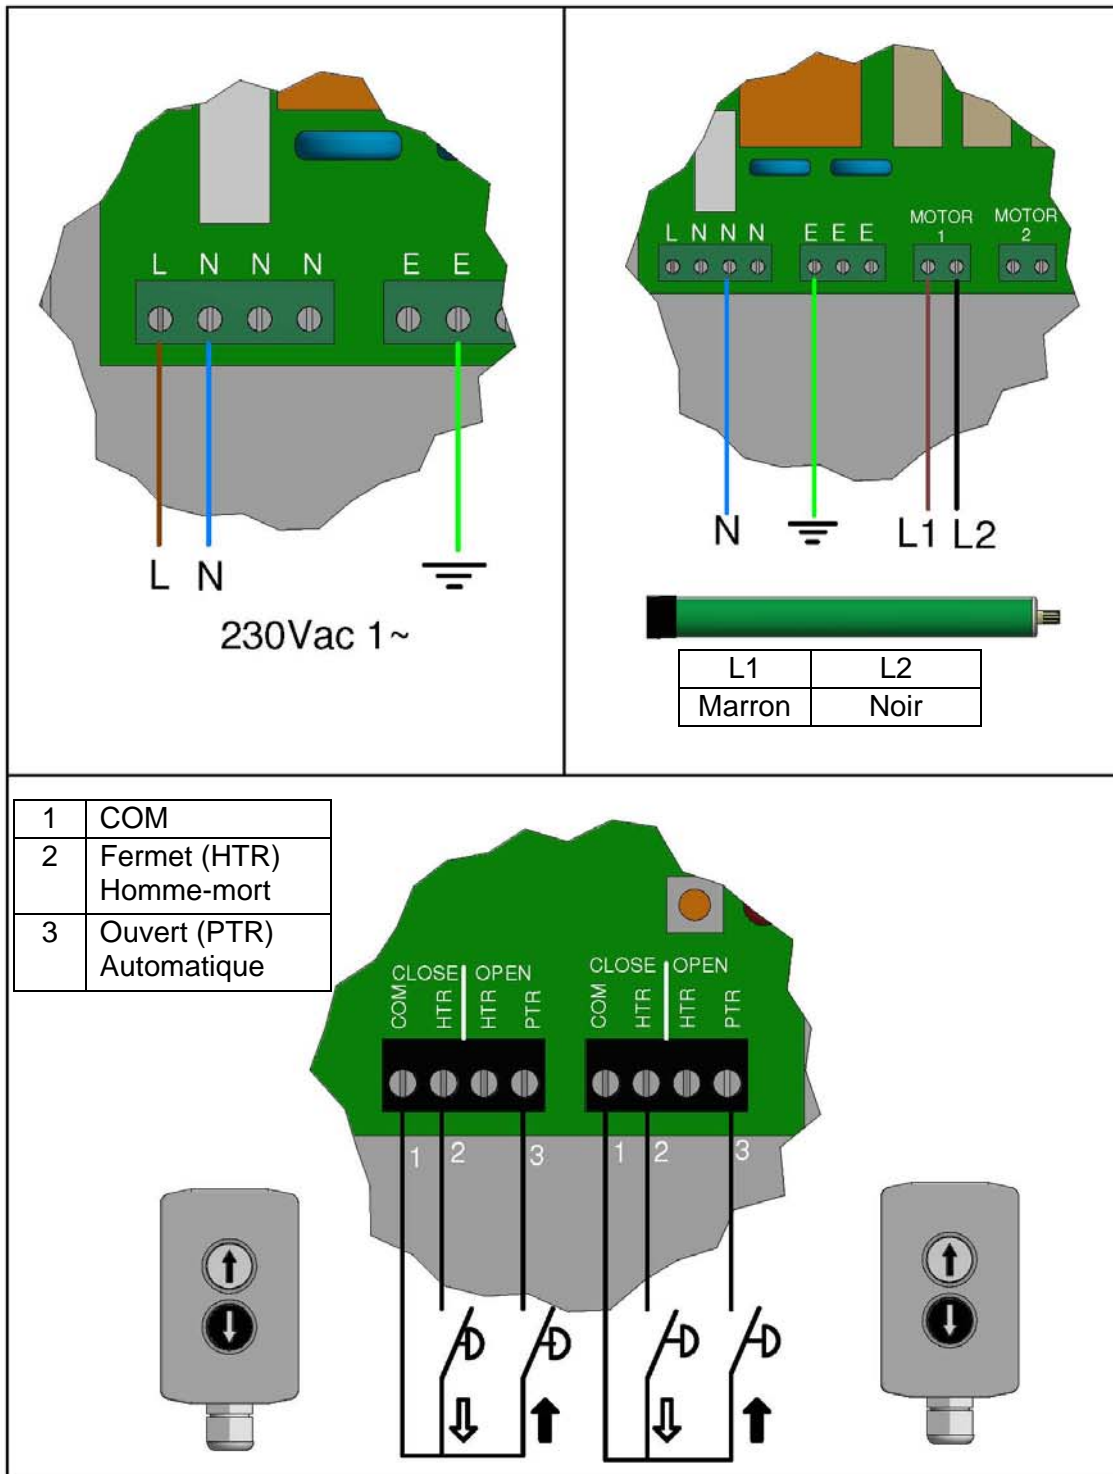 L N N N E E
L N
230Vac 1~
L N N N E E E MOTOR 1 MOTOR 2
N L1 L2
L1 L2
Marron Noir
1 COM
2 Fermet (HTR)
Homme-mort
3 Ouvert (PTR)
Automatique
CLOSE OPEN
COM HTR HTR PTR
1 2 3
CLOSE OPEN
COM HTR HTR PTR
1 2 3